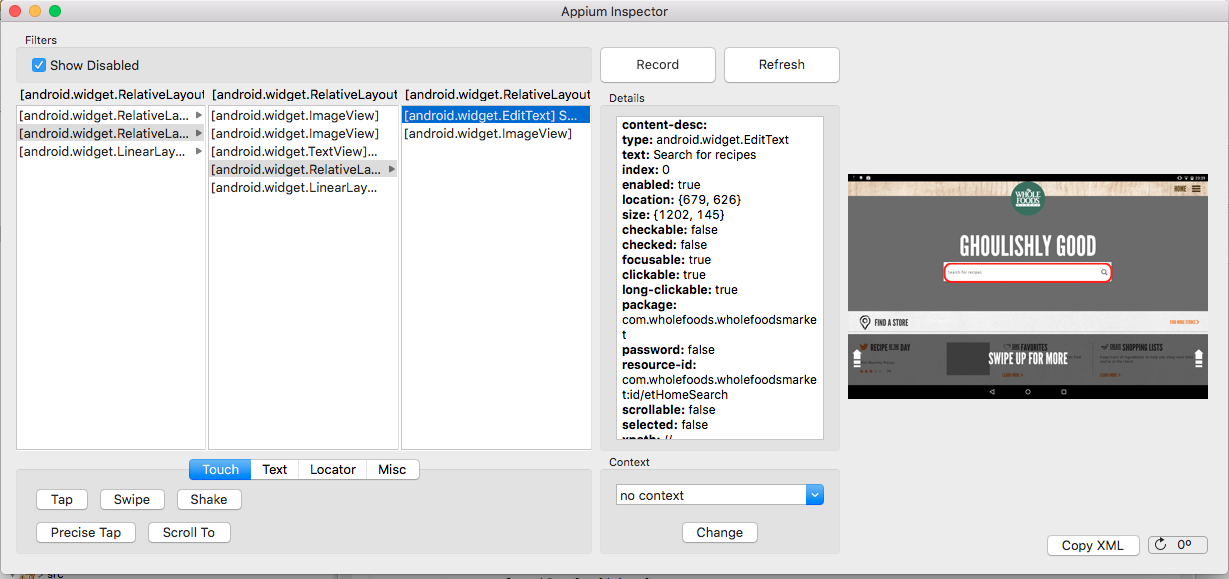 Appium Inspector
Filters
Show Disabled
Record
Refresh
[android.widget.RelativeLayout
[android.widget.RelativeLayout
[android.widget.RelativeLayout
[android.widget.RelativeLa...
[android.widget.RelativeLa...
[android.widget.LinearLay...
[android.widget.ImageView]
[android.widget.ImageView]
[android.widget.TextView]...
[android.widget.RelativeLa...
[android.widget.LinearLay...
[android.widget.EditText] S...
[android.widget.ImageView]
Details
content-desc:
type: android.widget.EditText
text: Search for recipes
index: 0
enabled: true
location: {679, 626}
size: {1202, 145}
checkable: false
checked: false
focusable: true
clickable: true
long-clickable: true
package:
com.wholefoods.wholefoodsmarke
t
password: false
resource-id:
com.wholefoods.wholefoodsmarke
t:id/etHomeSearch
scrollable: false
selected: false
xpath: //
HOME
WHOLE
FOODS
GHOULISHLY GOOD
Search for recipes
FIND A STORE
FIND MORE STORES >
RECIPE OF THE DAY
FAVORITES
SHOPPING LISTS
SWIPE UP FOR MORE
LEARN MORE >
LEARN MORE >
Touch
Text
Locator
Misc
Tap
Swipe
Shake
Precise Tap
Scroll To
Context
no context
Change
Copy XML
0º
src